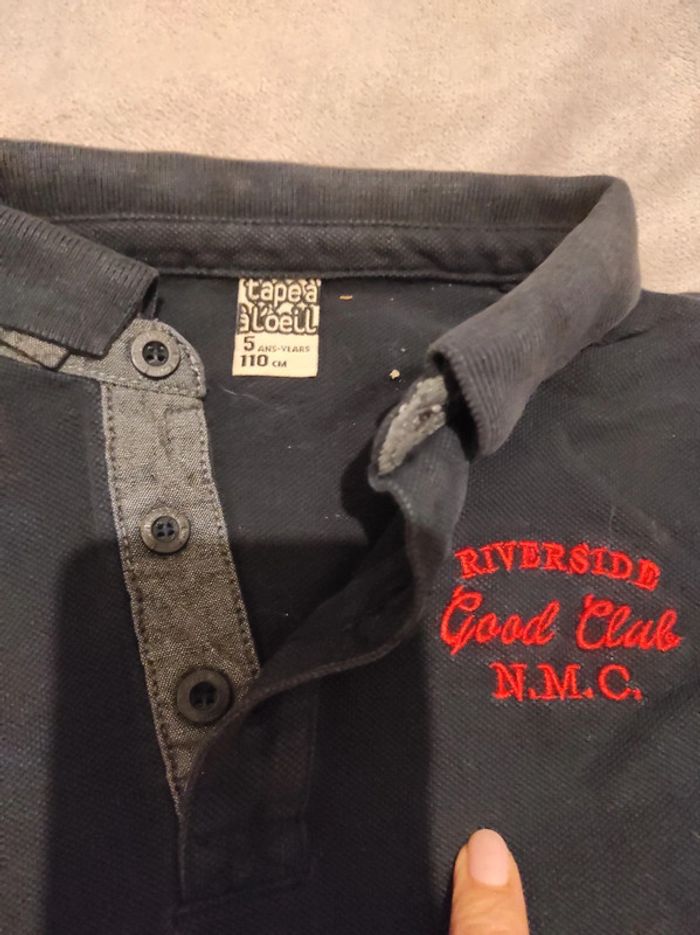 tape à
à l'oeil
5 ANS-YEARS
110 CM
RIVERSIDE
Good Club
N.M.C.